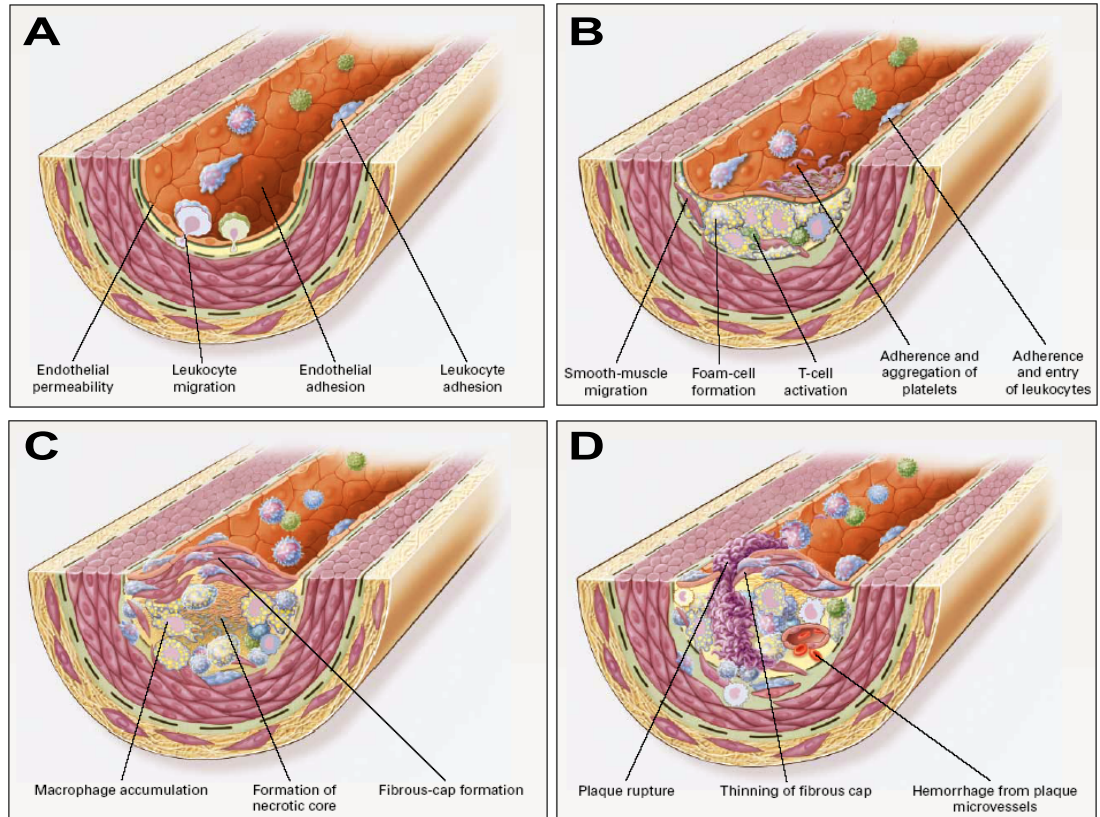 A
Endothelial
permeability
Leukocyte
migration
Endothelial
adhesion
Leukocyte
adhesion
B
Smooth-muscle
migration
Foam-cell
formation
T-cell
activation
Adherence and
aggregation of
platelets
Adherence
and entry
of leukocytes
C
Macrophage accumulation
Formation of
necrotic core
Fibrous-cap formation
D
Plaque rupture
Thinning of fibrous cap
Hemorrhage from plaque
microvessels